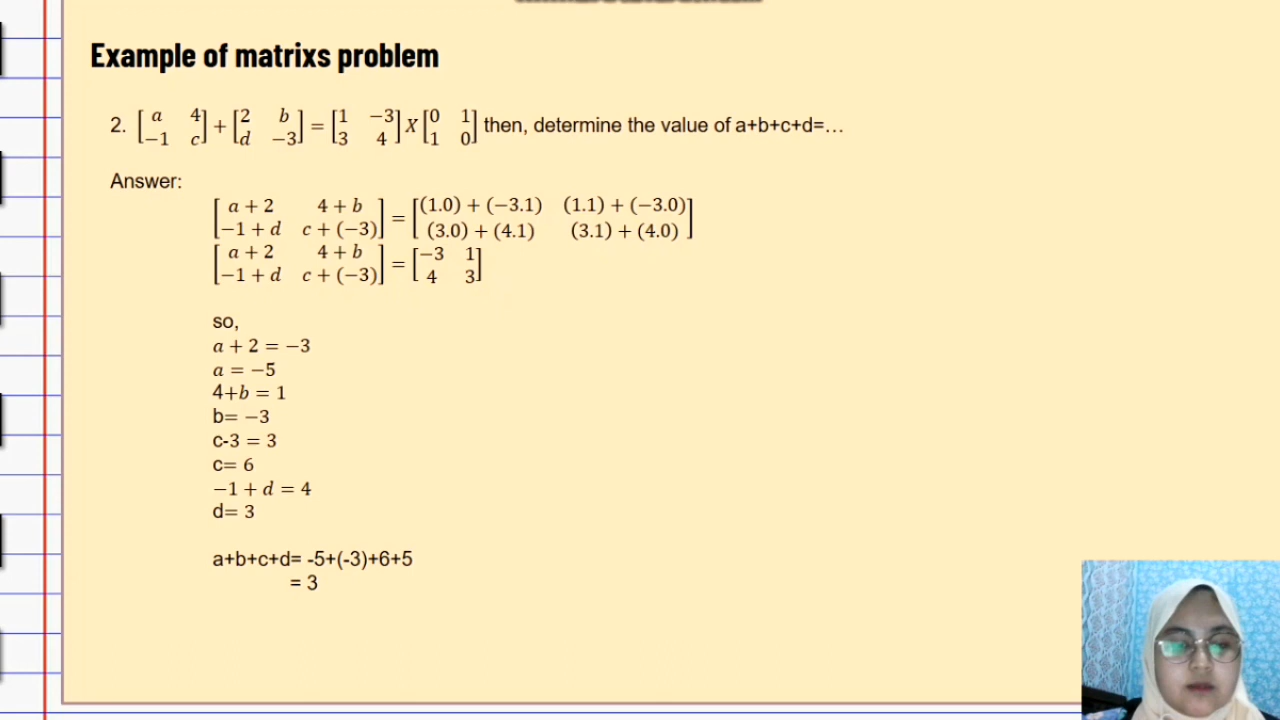 Example of matrixs problem
2. [a 4 −1 c] + [2 b d −3] = [1 −3 3 4] X [0 1 1 0] then, determine the value of a+b+c+d=…
Answer:
[a + 2 4 + b −1 + d c + (−3)] = [(1.0) + (−3.1) (1.1) + (−3.0) (3.0) + (4.1) (3.1) + (4.0)]
[a + 2 4 + b −1 + d c + (−3)] = [−3 1 4 3]
so,
a + 2 = −3
a = −5
4+b = 1
b= −3
c-3 = 3
c= 6
−1 + d = 4
d= 3
a+b+c+d= -5+(-3)+6+5
= 3